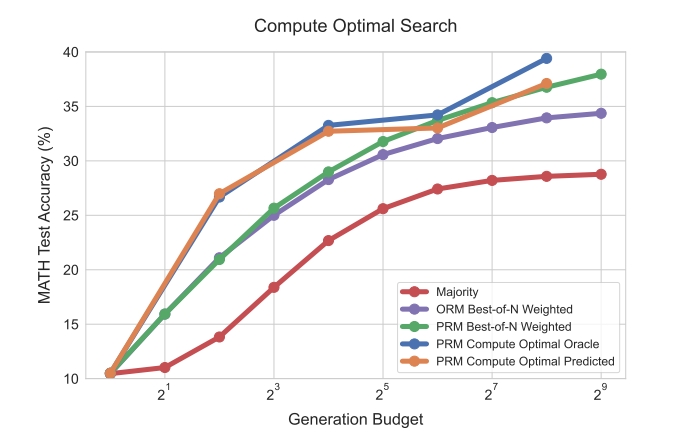 Compute Optimal Search
MATH Test Accuracy (%)
40
35
30
25
20
15
10
Majority
ORM Best-of-N Weighted
PRM Best-of-N Weighted
PRM Compute Optimal Oracle
PRM Compute Optimal Predicted
2^1 2^3 2^5 2^7 2^9
Generation Budget